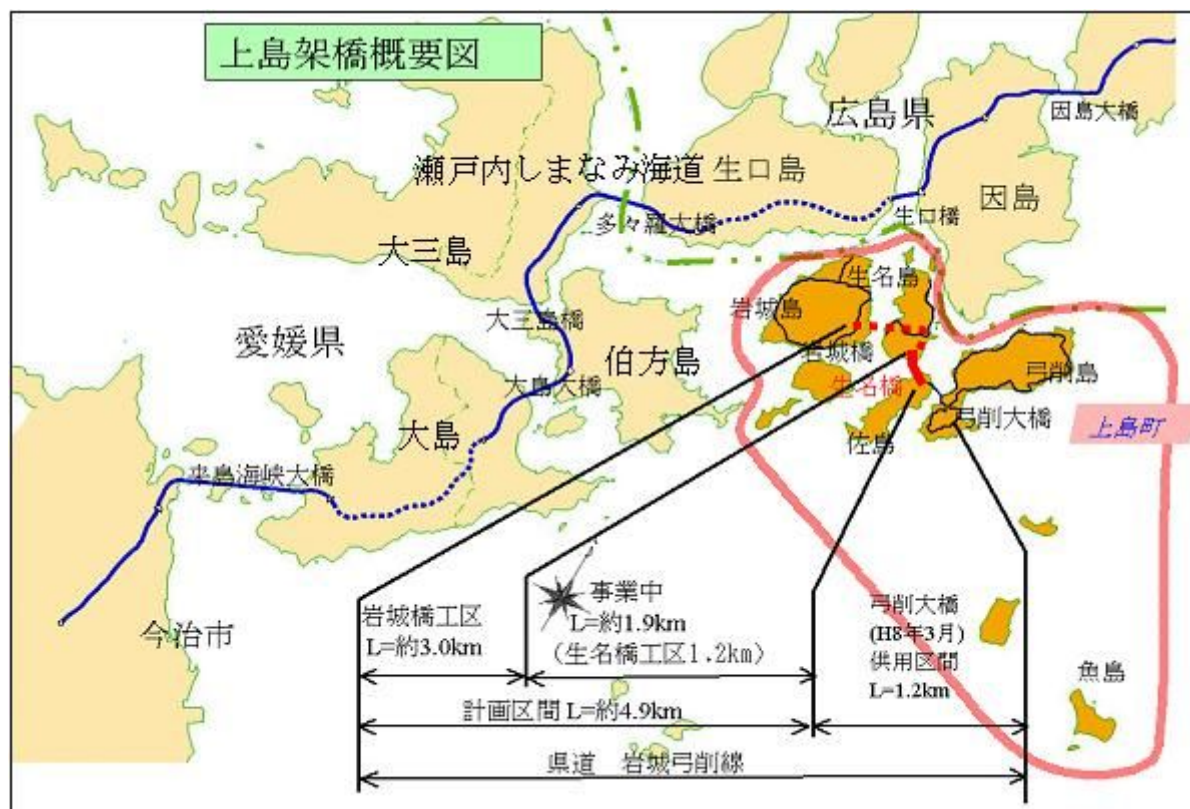 上島架橋概要図
広島県
因島大橋
瀬戸内しまなみ海道
生口島
因島
多々羅大橋
生口橋
大三島
生名島
岩城島
大三島橋
岩城橋
愛媛県
伯方島
弓削島
生名橋
大島大橋
弓削大橋
上島町
大島
佐島
来島海峡大橋
今治市
岩城橋工区
L=約3.0km
事業中
L=約1.9km
(生名橋工区1.2km)
弓削大橋
(H8年3月)
供用区間
L=1.2km
魚島
計画区間 L=約4.9km
県道 岩城弓削線